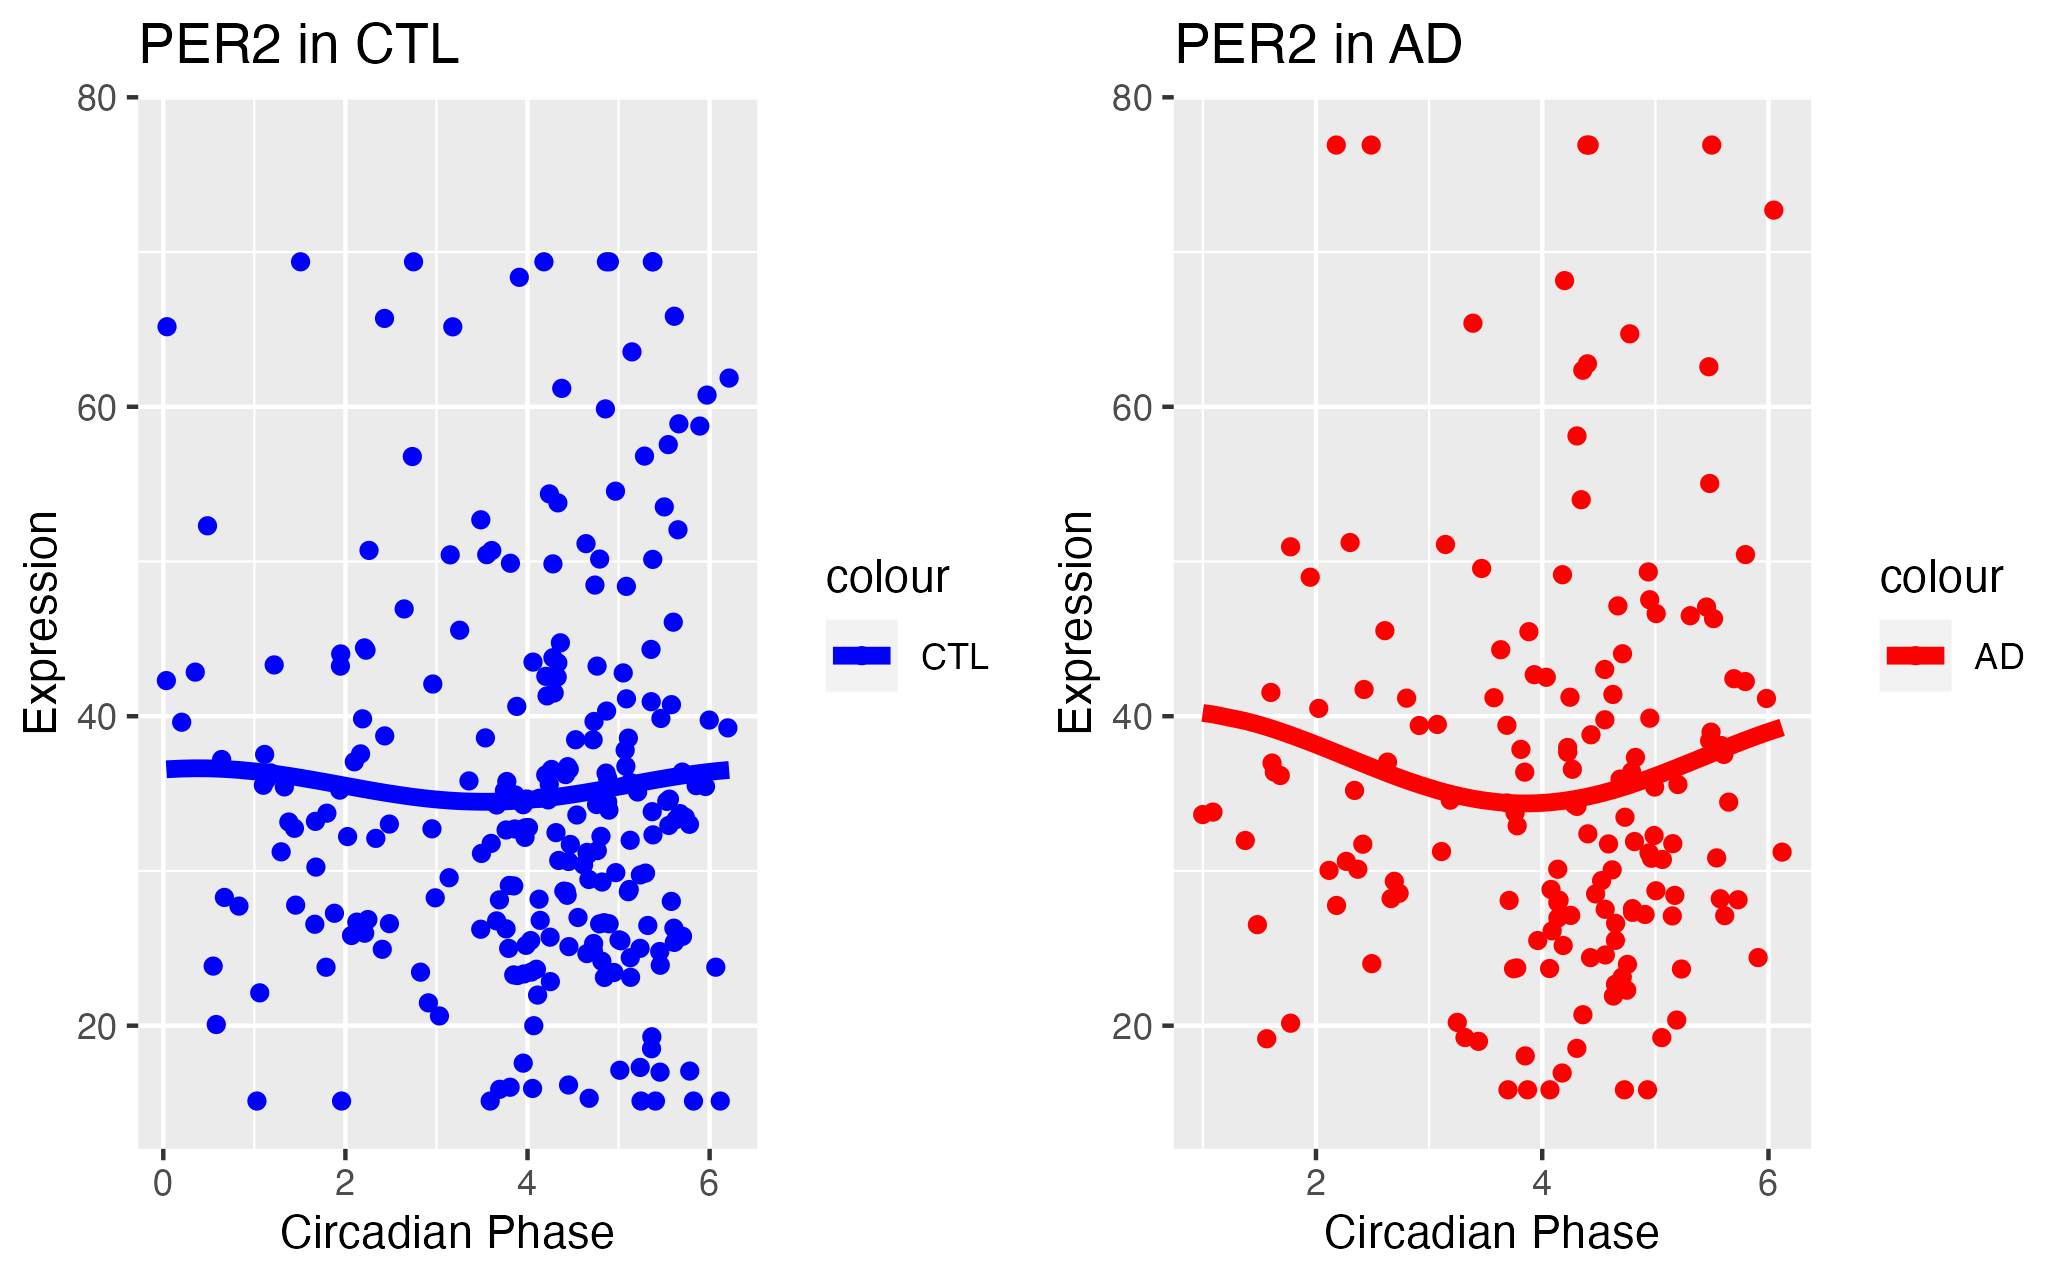 PER2 in CTL
80
60
40
20
Expression
0 2 4 6
Circadian Phase
colour
CTL
PER2 in AD
80
60
40
20
Expression
2 4 6
Circadian Phase
colour
AD